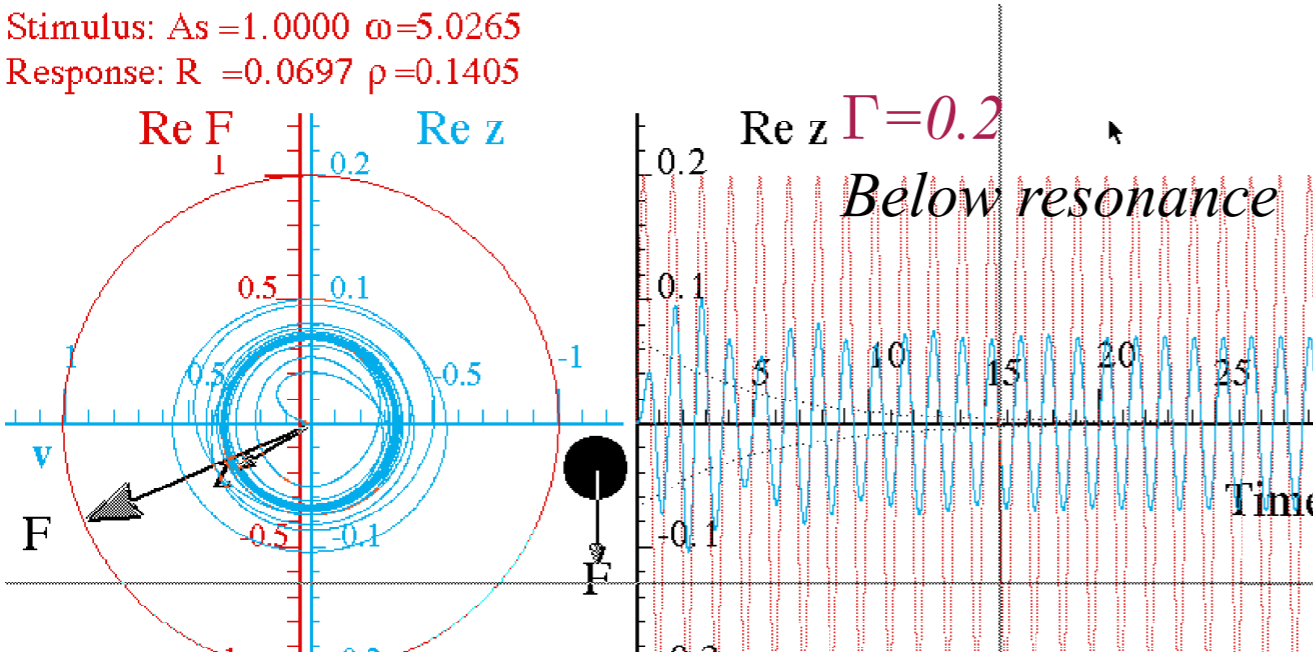 Stimulus: As =1.0000 ω=5.0265
Response: R =0.0697 ρ=0.1405
Re F
Re z
Re z Γ=0.2
Below resonance
1
0.2
0.2
0.5
0.1
0.1
1
0.5
-0.5
-1
5
10
15
20
25
v
z
F
-0.5
-0.1
-0.1
F
Time